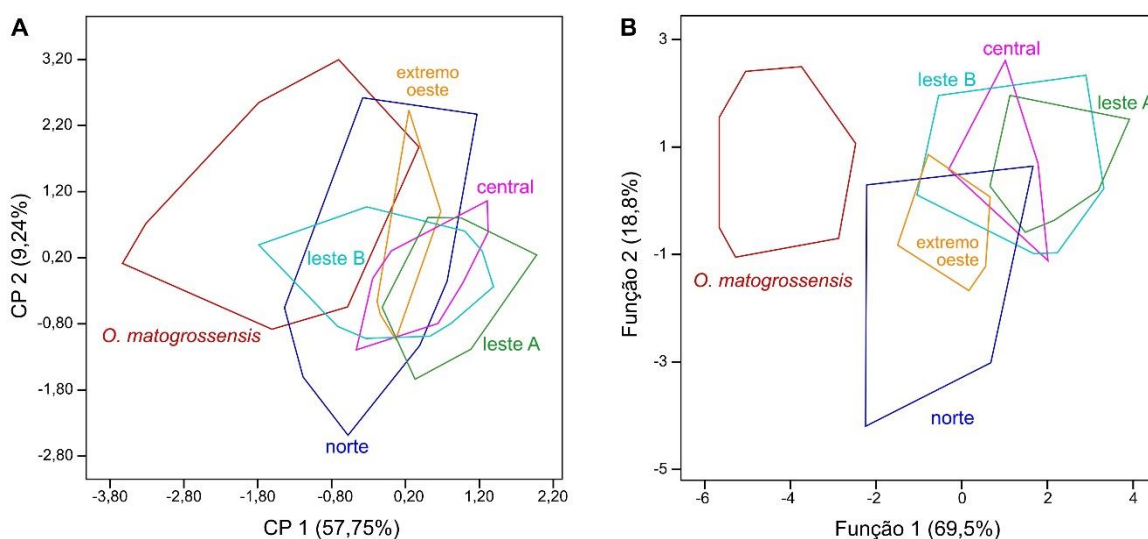 A
3,20
2,20
1,20
0,20
-0,80
-1,80
-2,80
-3,80
-2,80
-1,80
-0,80
0,20
1,20
2,20
CP 2 (9,24%)
CP 1 (57,75%)
extremo
oeste
central
leste B
O. matogrossensis
leste A
norte
B
3
1
-1
-3
-5
-6
-4
-2
0
2
4
Função 2 (18,8%)
Função 1 (69,5%)
central
leste B
leste A
extremo
oeste
O. matogrossensis
norte